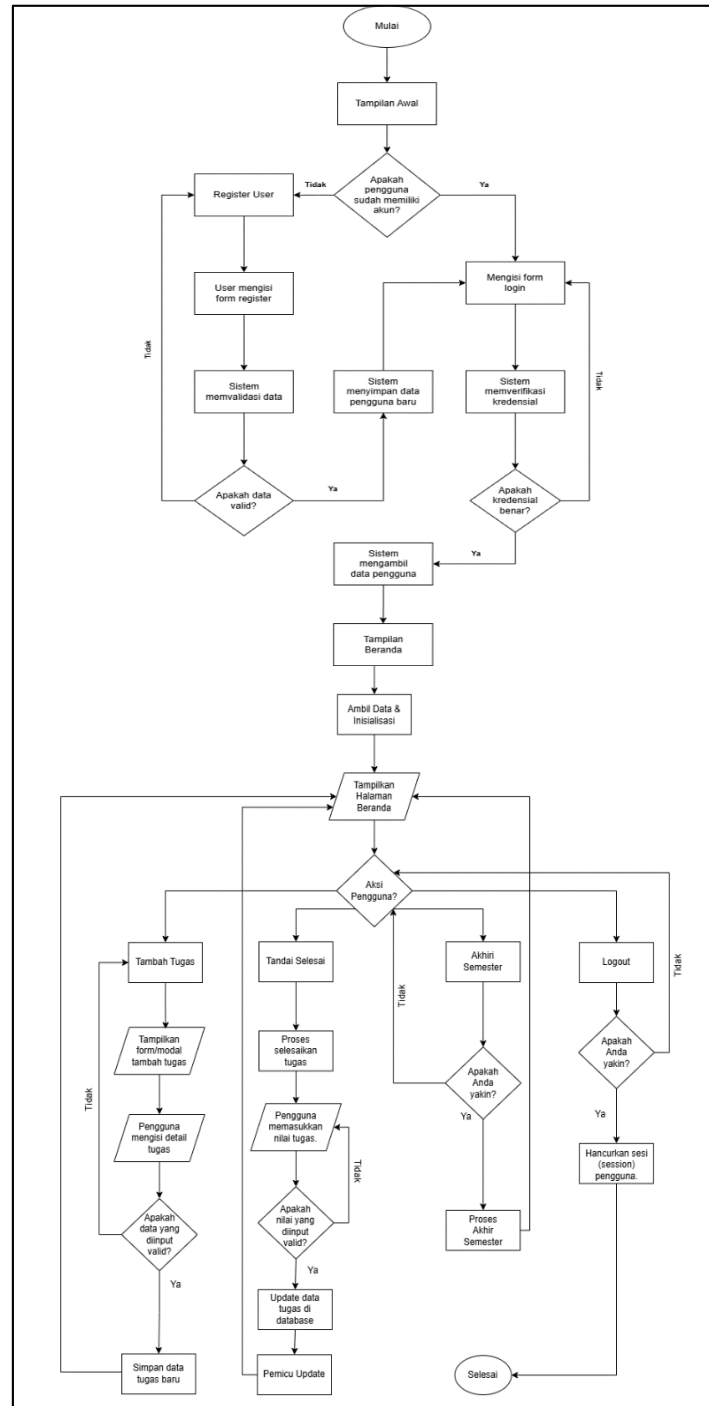 Mulai
Tampilan Awal
Apakah
pengguna
sudah memiliki
akun?
Tidak
Ya
Register User
User mengisi
form register
Sistem
memvalidasi data
Apakah data
valid?
Tidak
Ya
Sistem
menyimpan data
pengguna baru
Mengisi form
login
Sistem
memverifikasi
kredensial
Apakah
kredensial
benar?
Tidak
Ya
Sistem
mengambil
data pengguna
Tampilan
Beranda
Ambil Data &
Inisialisasi
Tampilkan
Halaman
Beranda
Aksi
Pengguna?
Tambah Tugas
Tampilkan
form/modal
tambah tugas
Pengguna
mengisi detail
tugas
Apakah
data yang
diinput valid?
Tidak
Ya
Simpan data
tugas baru
Tandai Selesai
Proses
selesaikan
tugas
Pengguna
memasukkan
nilai tugas.
Apakah
nilai yang
diinput valid?
Tidak
Ya
Update data
tugas di
database
Pemicu Update
Akhiri
Semester
Apakah
Anda
yakin?
Tidak
Ya
Proses
Akhir
Semester
Logout
Apakah
Anda
yakin?
Tidak
Ya
Hancurkan sesi
(session)
pengguna.
Selesai